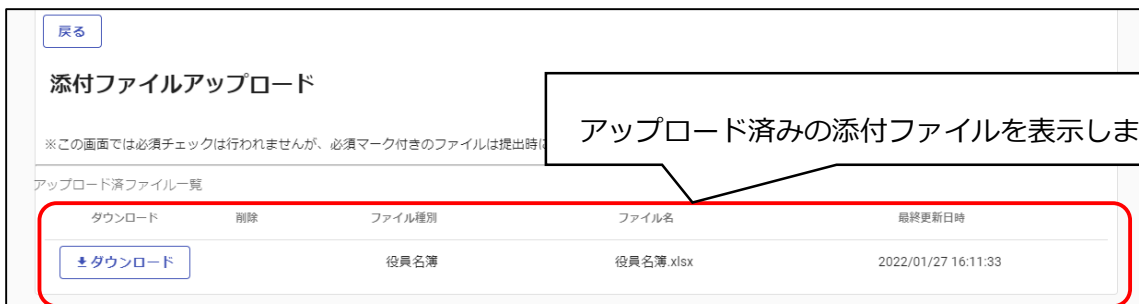 戻る
添付ファイルアップロード
アップロード済みの添付ファイルを表示しま
※この画面では必須チェックは行われませんが、必須マーク付きのファイルは提出時に
アップロード済ファイル一覧
ダウンロード 削除 ファイル種別 ファイル名 最終更新日時
ダウンロード 役員名簿 役員名簿.xlsx 2022/01/27 16:11:33